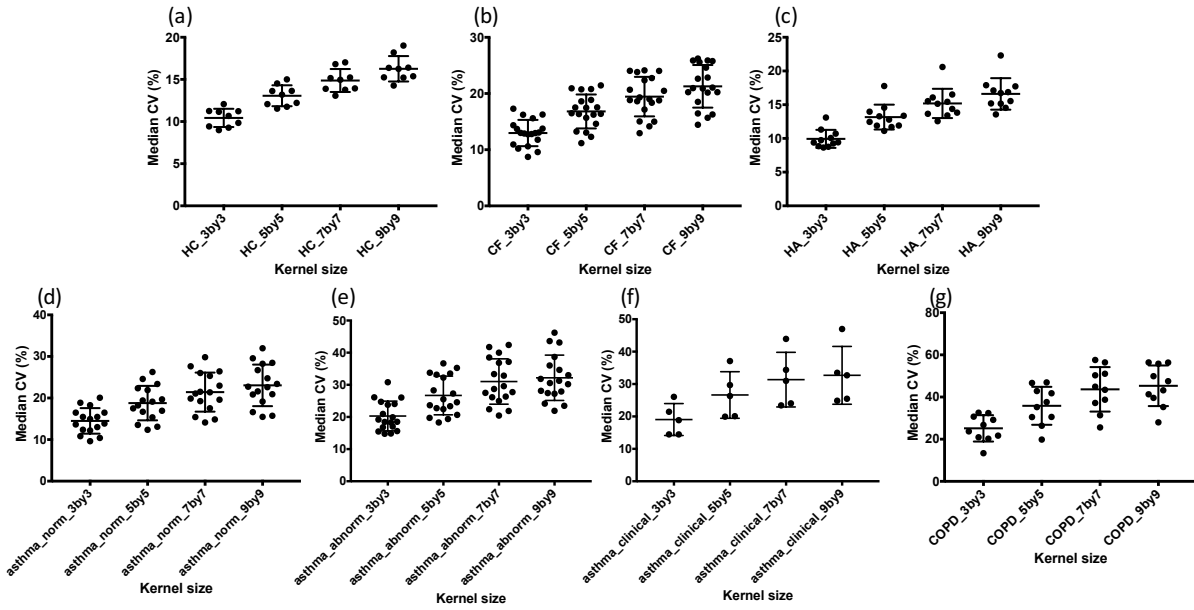 (a)
Median CV (%)
20
15
10
5
0
HC_3by3
HC_5by5
HC_7by7
HC_9by9
Kernel size
(b)
Median CV (%)
30
20
10
0
CF_3by3
CF_5by5
CF_7by7
CF_9by9
Kernel size
(c)
Median CV (%)
25
20
15
10
5
0
HA_3by3
HA_5by5
HA_7by7
HA_9by9
Kernel size
(d)
Median CV (%)
40
30
20
10
0
asthma_norm_3by3
asthma_norm_5by5
asthma_norm_7by7
asthma_norm_9by9
Kernel size
(e)
Median CV (%)
50
40
30
20
10
0
asthma_abnorm_3by3
asthma_abnorm_5by5
asthma_abnorm_7by7
asthma_abnorm_9by9
Kernel size
(f)
Median CV (%)
50
40
30
20
10
0
asthma_clinical_3by3
asthma_clinical_5by5
asthma_clinical_7by7
asthma_clinical_9by9
Kernel size
(g)
Median CV (%)
80
60
40
20
0
COPD_3by3
COPD_5by5
COPD_7by7
COPD_9by9
Kernel size